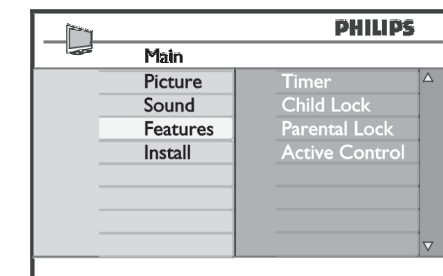 PHILIPS
Main
Picture
Sound
Features
Install
Timer
Child Lock
Parental Lock
Active Control